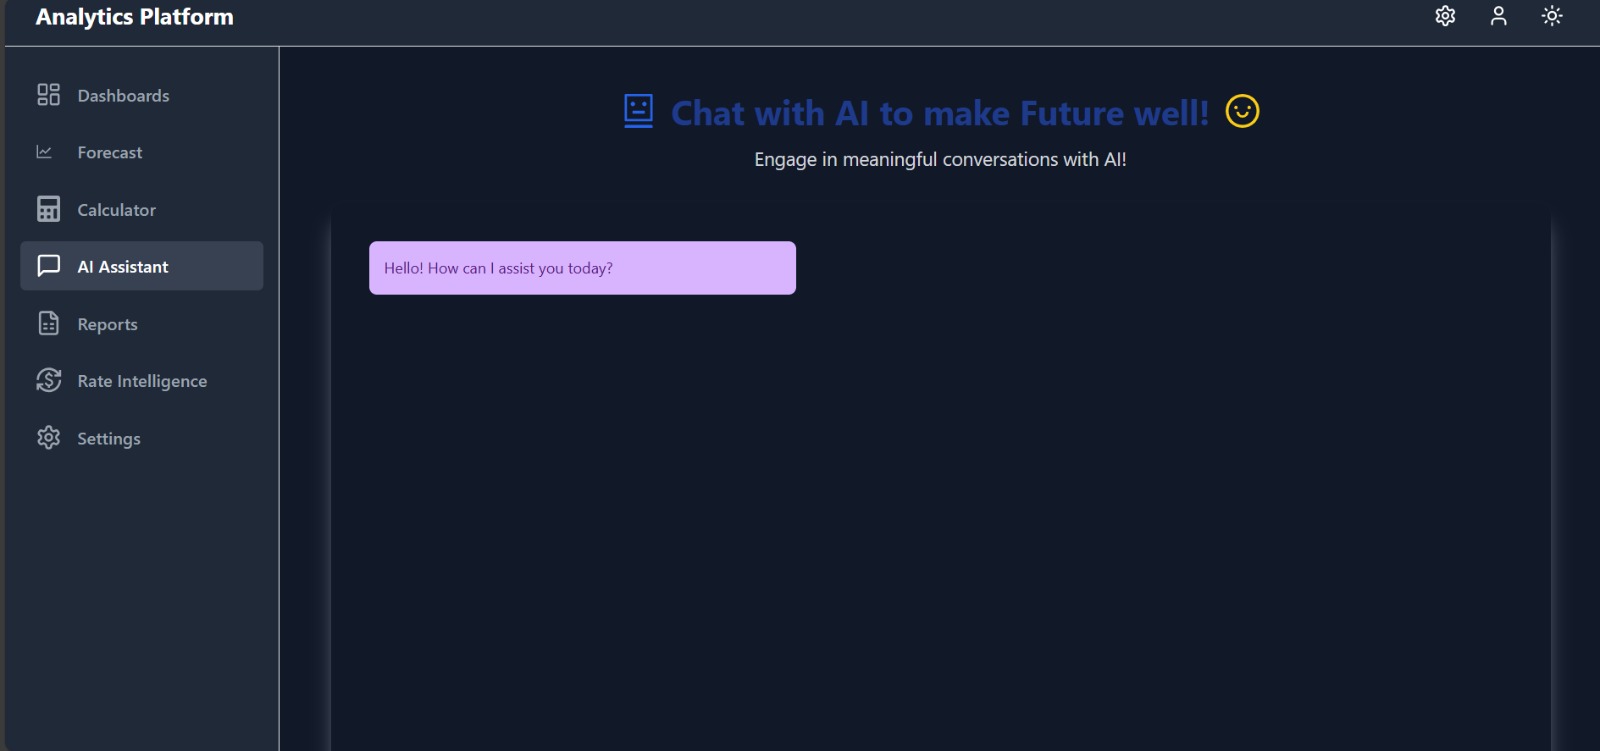 Analytics Platform
Dashboards
Forecast
Calculator
AI Assistant
Reports
Rate Intelligence
Settings
Chat with AI to make Future well!
Engage in meaningful conversations with AI!
Hello! How can I assist you today?